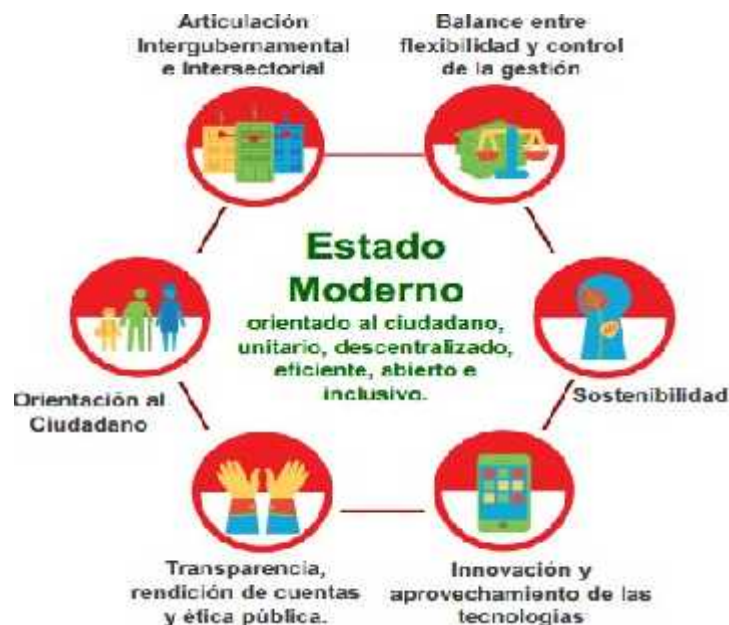 Articulación
Intergubernamental
e Intersectorial
Balance entre
flexibilidad y control
de la gestión
Estado
Moderno
orientado al ciudadano,
unitario, descentralizado,
eficiente, abierto e
inclusivo.
Orientación al
Ciudadano
Sostenibilidad
Transparencia,
rendición de cuentas
y ética pública.
Innovación y
aprovechamiento de las
tecnologías